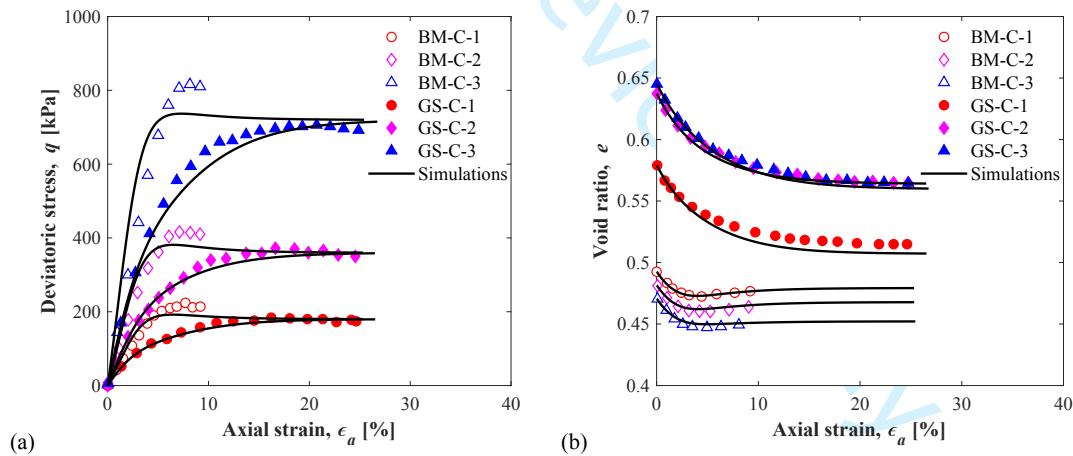 1000
800
600
400
200
0
0
10
20
30
40
Deviatoric stress, q [kPa]
Axial strain, ϵa [%]
BM-C-1
BM-C-2
BM-C-3
GS-C-1
GS-C-2
GS-C-3
Simulations
(a)
0.65
0.6
0.55
0.5
0.45
0.4
0
10
20
30
40
Void ratio, e
Axial strain, ϵa [%]
BM-C-1
BM-C-2
BM-C-3
GS-C-1
GS-C-2
GS-C-3
Simulations
(b)